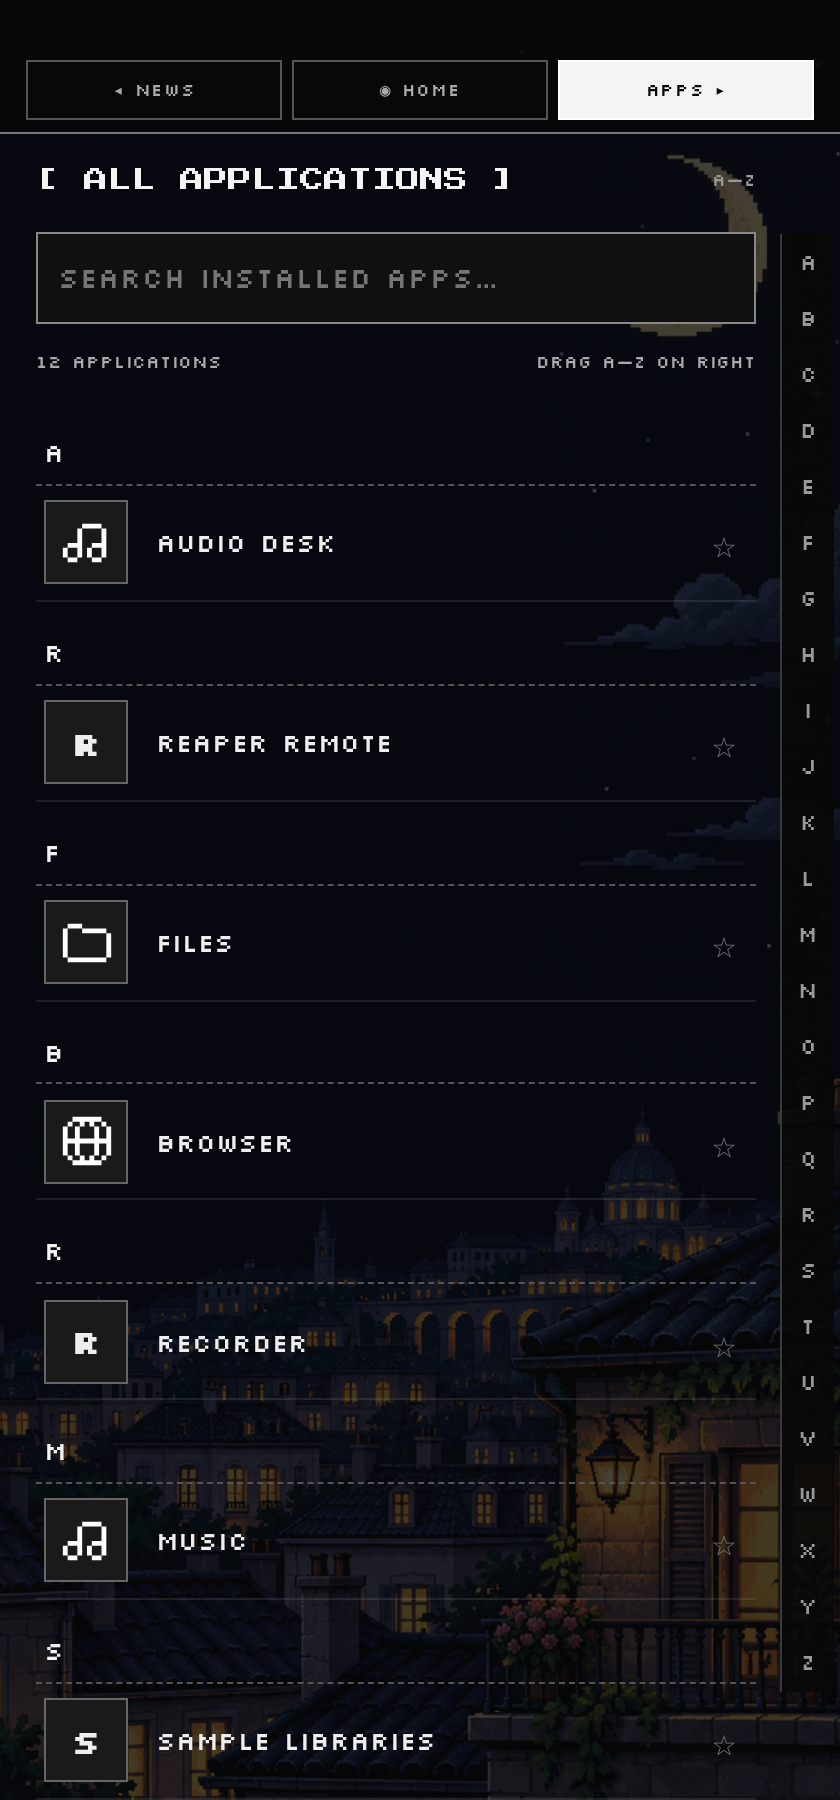 ◂ NEWS
◉ HOME
APPS ▸
[ ALL APPLICATIONS ]
A—Z
SEARCH INSTALLED APPS…
12 APPLICATIONS
DRAG A—Z ON RIGHT
A
AUDIO DESK
☆
R
R
REAPER REMOTE
☆
F
FILES
☆
B
BROWSER
☆
R
R
RECORDER
☆
M
MUSIC
☆
S
S
SAMPLE LIBRARIES
☆
A
B
C
D
E
F
G
H
I
J
K
L
M
N
O
P
Q
R
S
T
U
V
W
X
Y
Z